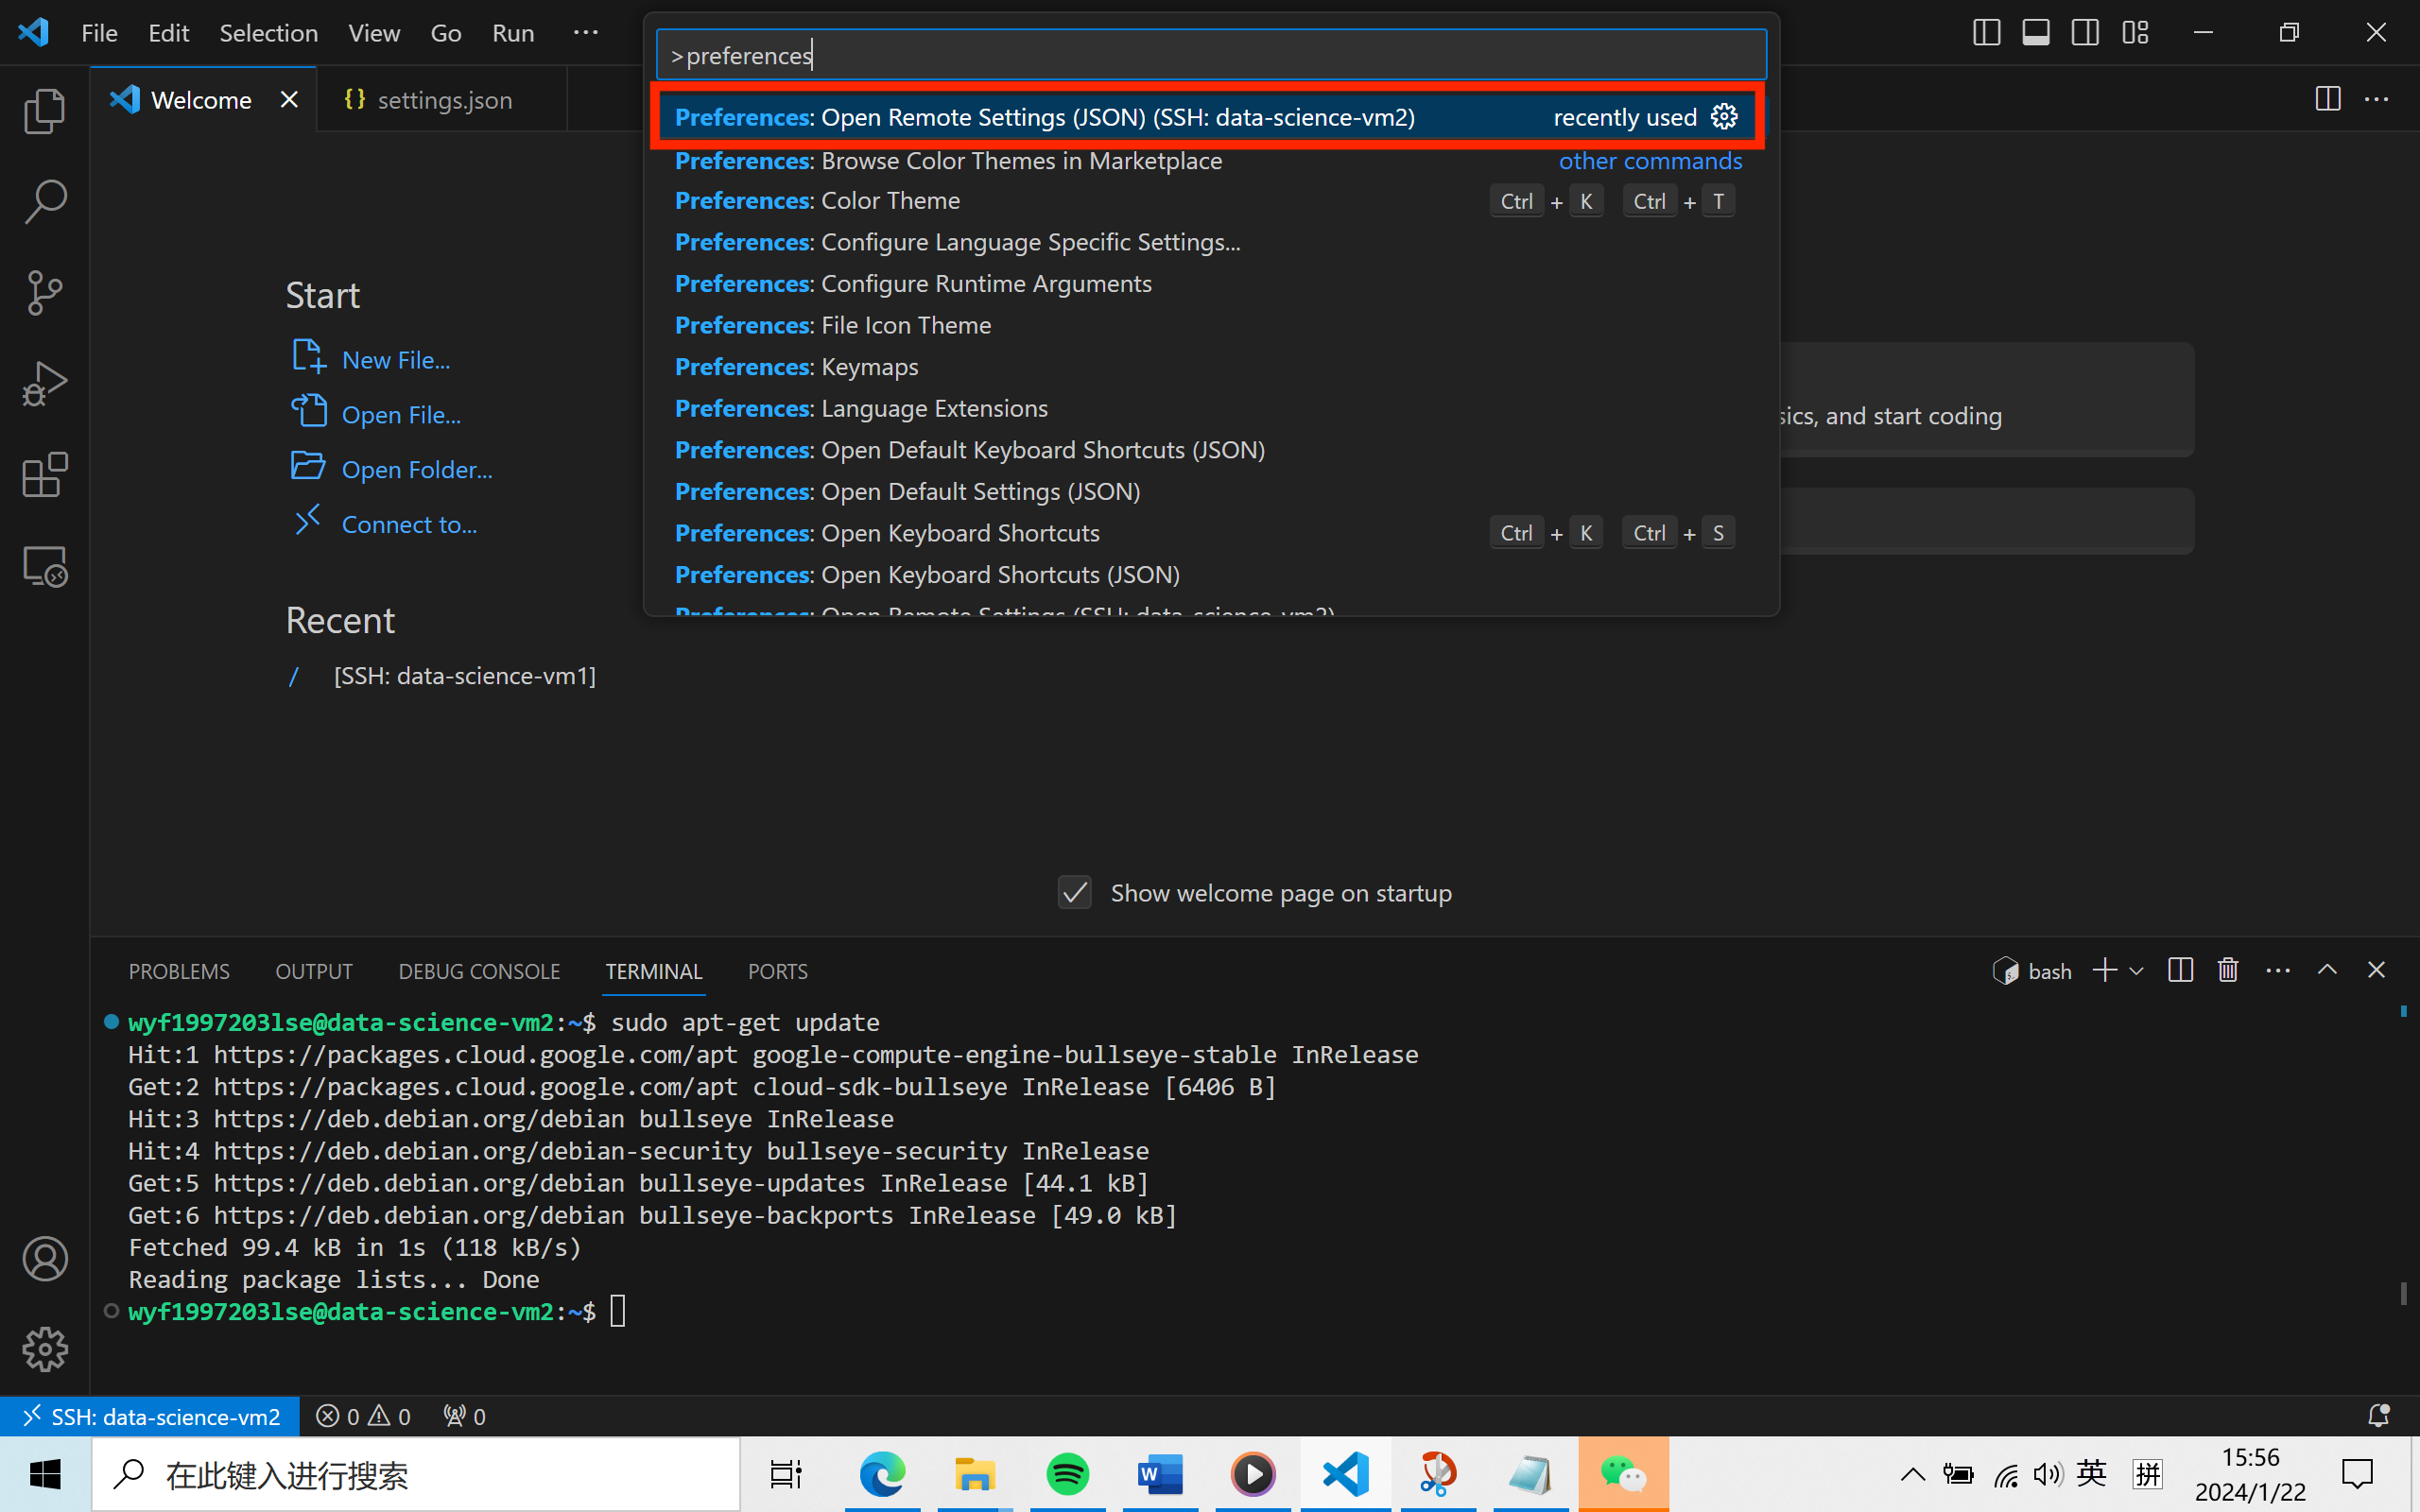 File Edit Selection View Go Run ···
>preferences
Welcome
{} settings.json
Preferences: Open Remote Settings (JSON) (SSH: data-science-vm2) recently used
Preferences: Browse Color Themes in Marketplace other commands
Preferences: Color Theme Ctrl + K Ctrl + T
Preferences: Configure Language Specific Settings...
Preferences: Configure Runtime Arguments
Preferences: File Icon Theme
Preferences: Keymaps
Preferences: Language Extensions
Preferences: Open Default Keyboard Shortcuts (JSON)
Preferences: Open Default Settings (JSON)
Preferences: Open Keyboard Shortcuts Ctrl + K Ctrl + S
Preferences: Open Keyboard Shortcuts (JSON)
Preferences: Open Remote Settings (SSH: data-science-vm2)
Start
New File...
Open File...
Open Folder...
Connect to...
sics, and start coding
Recent
/ [SSH: data-science-vm1]
Show welcome page on startup
PROBLEMS OUTPUT DEBUG CONSOLE TERMINAL PORTS
bash
wyf1997203lse@data-science-vm2:~$ sudo apt-get update
Hit:1 https://packages.cloud.google.com/apt google-compute-engine-bullseye-stable InRelease
Get:2 https://packages.cloud.google.com/apt cloud-sdk-bullseye InRelease [6406 B]
Hit:3 https://deb.debian.org/debian bullseye InRelease
Hit:4 https://deb.debian.org/debian-security bullseye-security InRelease
Get:5 https://deb.debian.org/debian bullseye-updates InRelease [44.1 kB]
Get:6 https://deb.debian.org/debian bullseye-backports InRelease [49.0 kB]
Fetched 99.4 kB in 1s (118 kB/s)
Reading package lists... Done
wyf1997203lse@data-science-vm2:~$
SSH: data-science-vm2 0 0 0
在此键入进行搜索
W
英 拼
15:56
2024/1/22